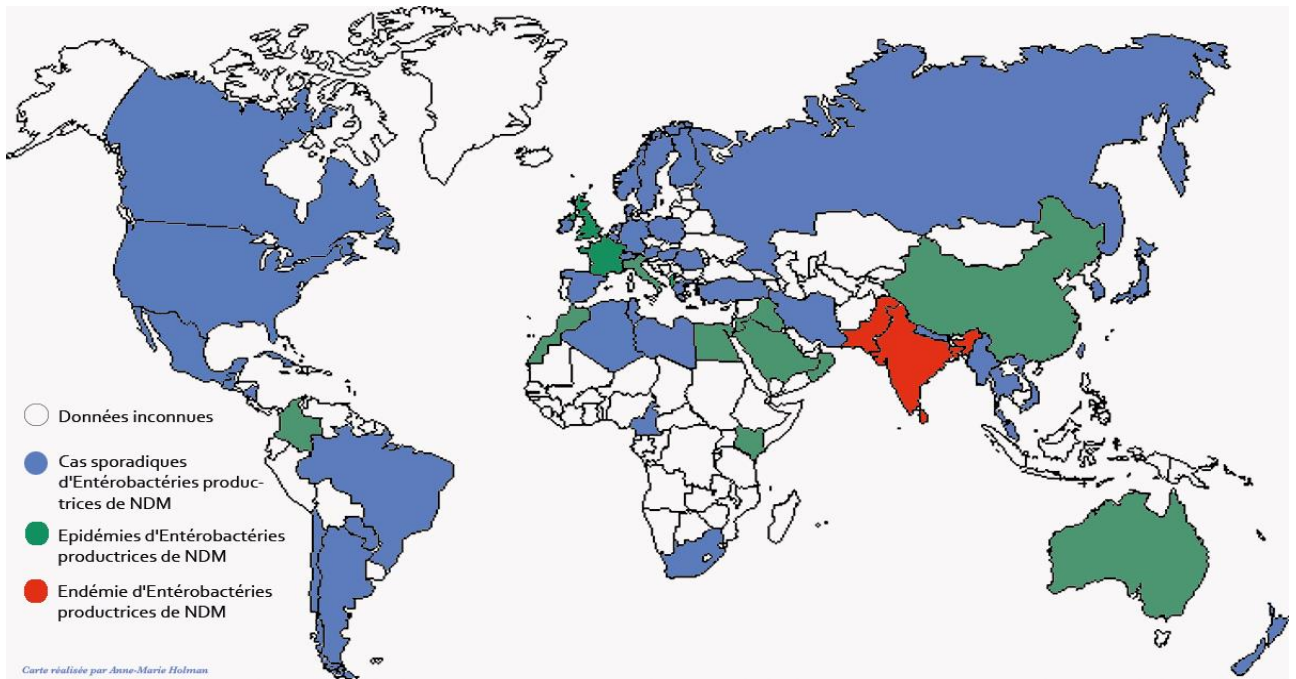 Données inconnues
Cas sporadiques
d'Entérobactéries produc-
trices de NDM
Epidémies d'Entérobactéries
productrices de NDM
Endémie d'Entérobactéries
productrices de NDM
Carte réalisée par Anne-Marie Holman